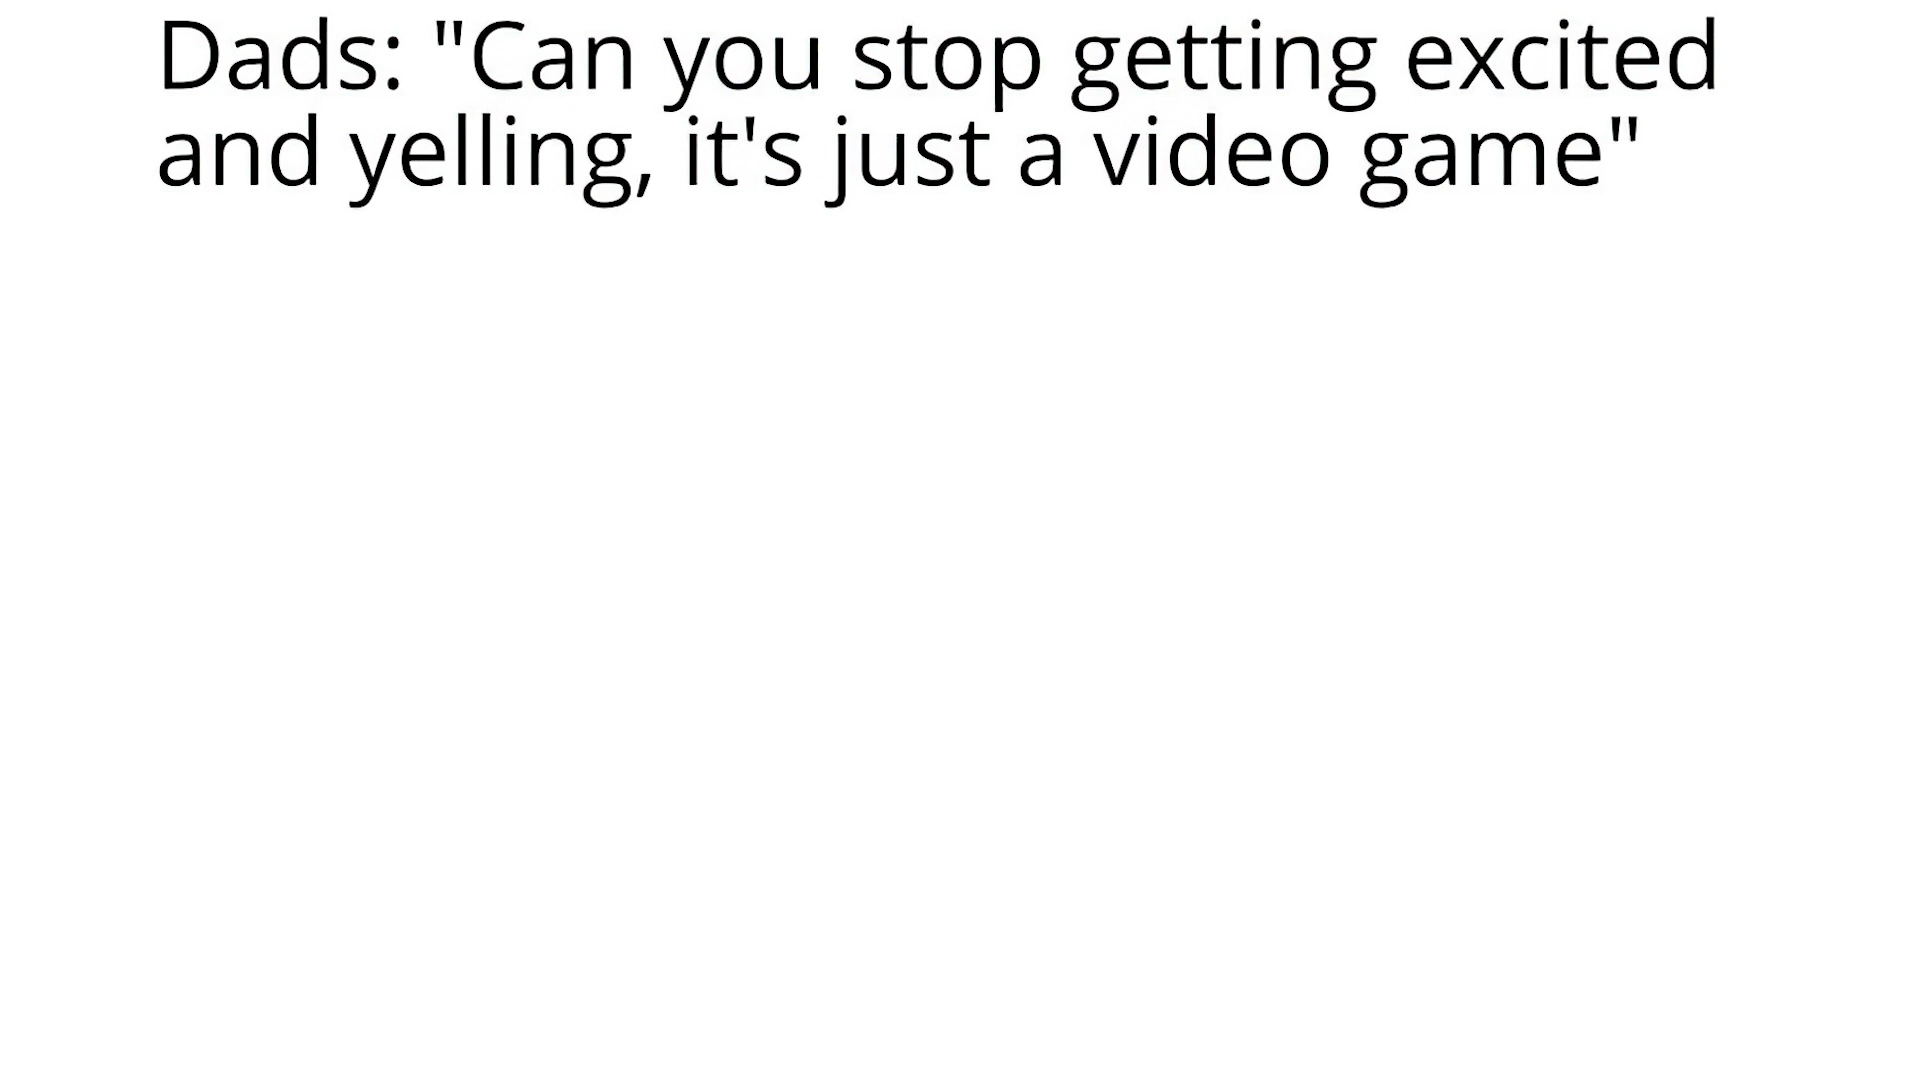 Dads: "Can you stop getting excited
and yelling, it's just a video game"